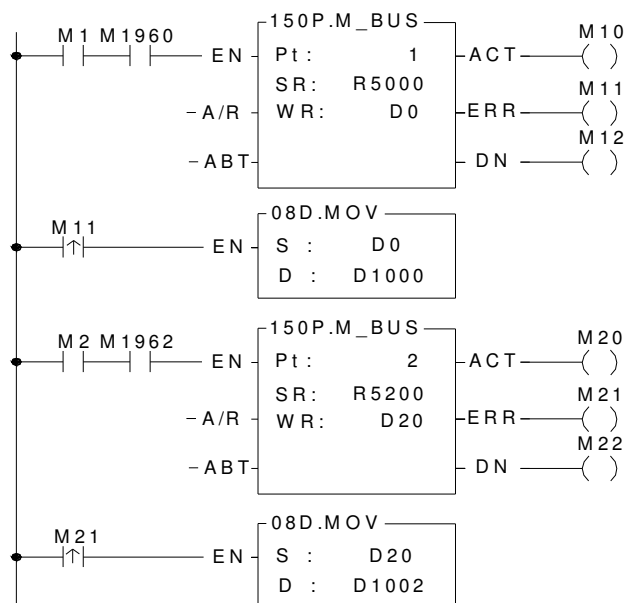 150P.M_BUS
M1 M1960
EN Pt: 1 ACT M10
SR: R5000
A/R WR: D0 ERR M11
ABT DN M12
08D.MOV
M11
EN S : D0
D : D1000
150P.M_BUS
M2 M1962
EN Pt: 2 ACT M20
SR: R5200
A/R WR: D20 ERR M21
ABT DN M22
08D.MOV
M21
EN S : D20
D : D1002